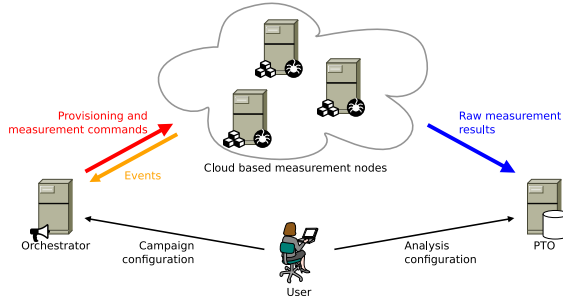 Provisioning and
measurement commands
Raw measurement
results
Cloud based measurement nodes
Events
Orchestrator
Campaign
configuration
Analysis
configuration
PTO
User